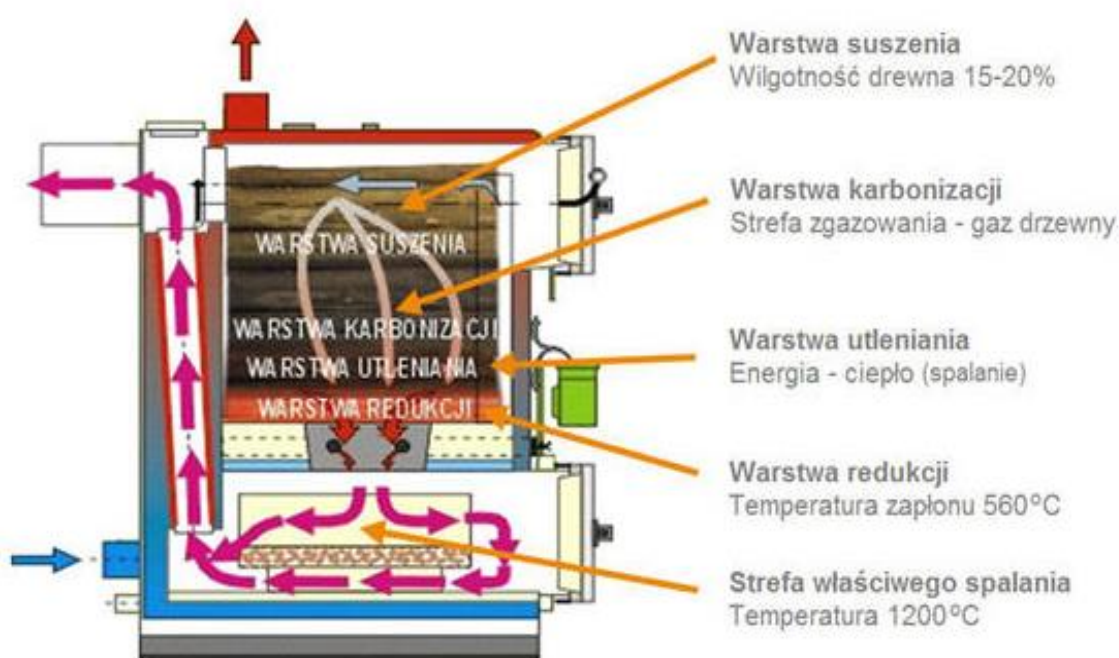 Warstwa suszenia
Wilgotność drewna 15-20%
Warstwa karbonizacji
Strefa zgazowania - gaz drzewny
Warstwa utleniania
Energia - ciepło (spalanie)
Warstwa redukcji
Temperatura zapłonu 560°C
Strefa właściwego spalania
Temperatura 1200°C
WARSTWA SUSZENIA
WARSTWA KARBONIZACJI
WARSTWA UTLENIANIA
WARSTWA REDUKCJI